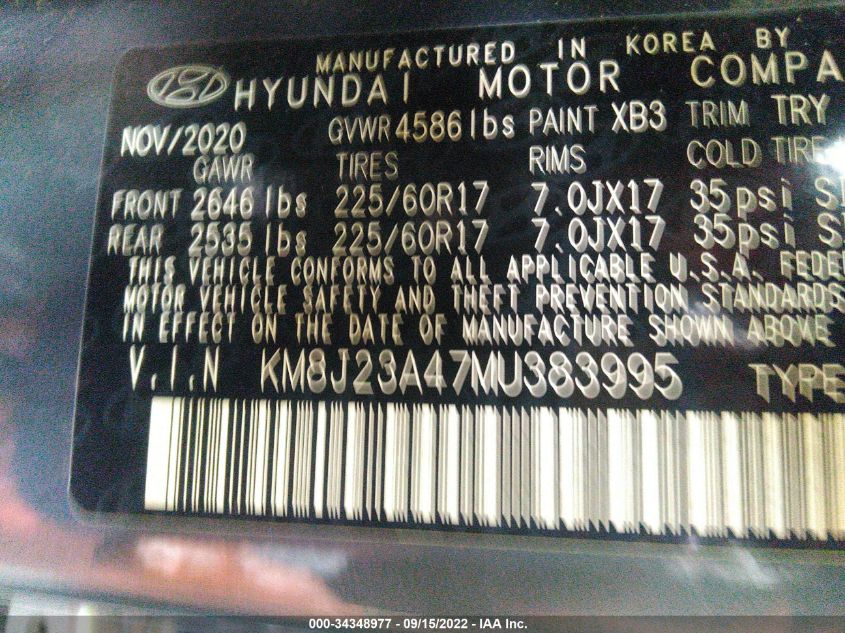 MANUFACTURED IN KOREA BY
HYUNDAI MOTOR COMPA
NOV/2020 GVWR 4586 lbs PAINT XB3 TRIM TRY
GAWR TIRES RIMS COLD TIRE
FRONT 2646 lbs 225/60R17 7.0JX17 35psi
REAR 2535 lbs 225/60R17 7.0JX17 35psi
THIS VEHICLE CONFORMS TO ALL APPLICABLE U.S.A. FEDE
MOTOR VEHICLE SAFETY AND THEFT PREVENTION STANDARDS
IN EFFECT ON THE DATE OF MANUFACTURE SHOWN ABOVE
V.I.N KM8J23A47MU383995 TYPE
000-34348977 - 09/15/2022 - IAA Inc.